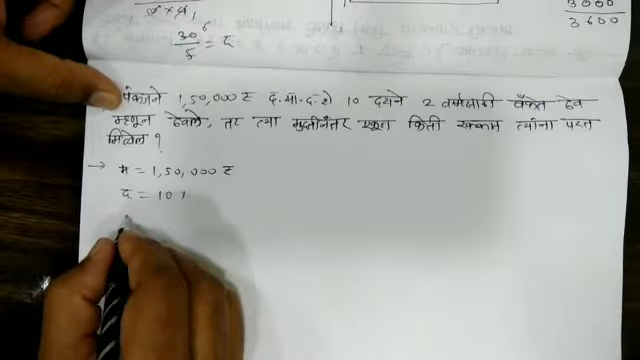 30 6
5 = द
3000
3600
पंकजने 1,50,000 ₹ द.सा.द.शे 10 दराने 2 वर्षांसाठी बँकेत ठेव
म्हणून ठेवले, तर त्या मुदतीनंतर एकूण किती रक्कम त्यांना परत
मिळेल ?
→ म = 1,50,000 ₹
द = 10 %